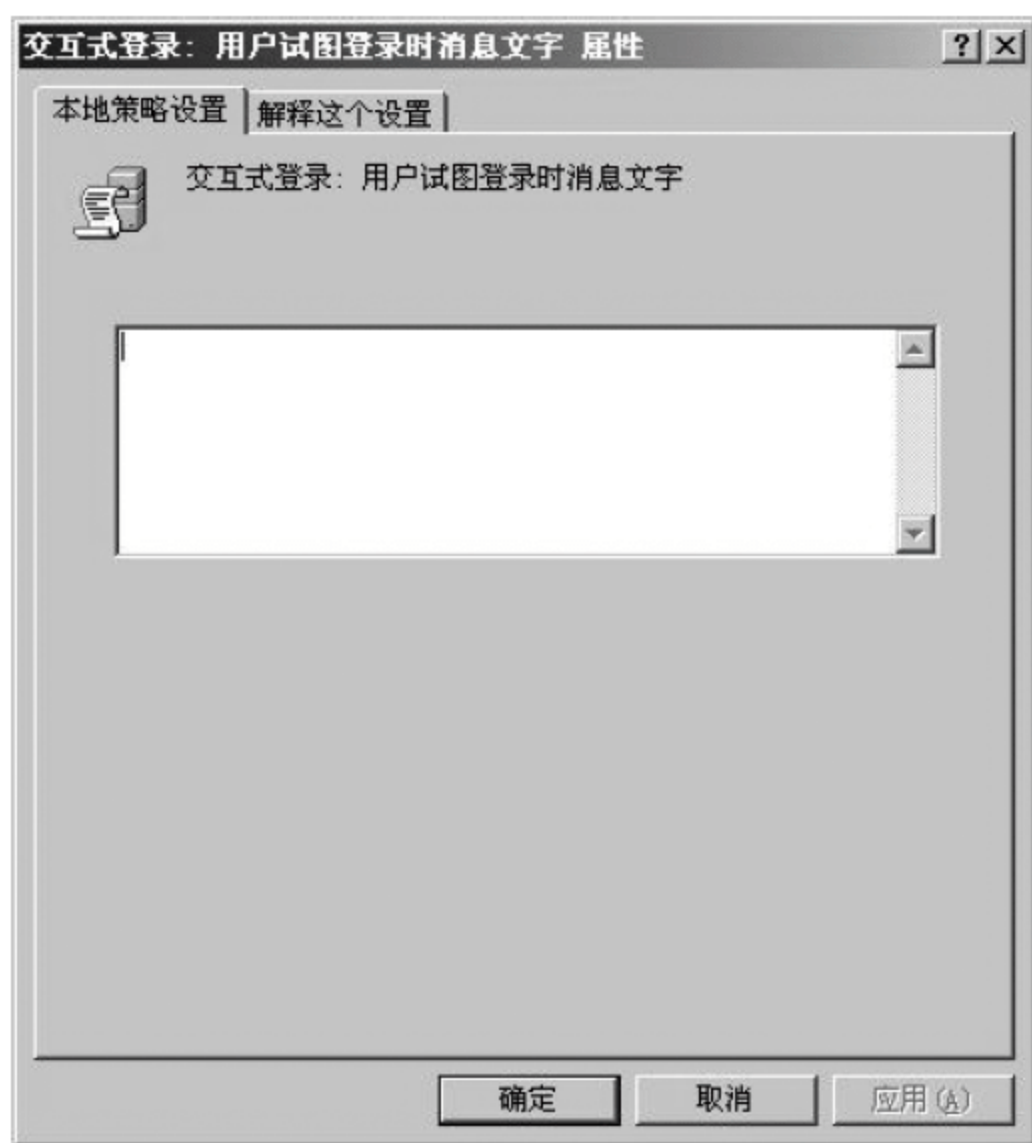 交互式登录: 用户试图登录时消息文字 属性
本地策略设置 解释这个设置
交互式登录: 用户试图登录时消息文字
确定 取消 应用(A)